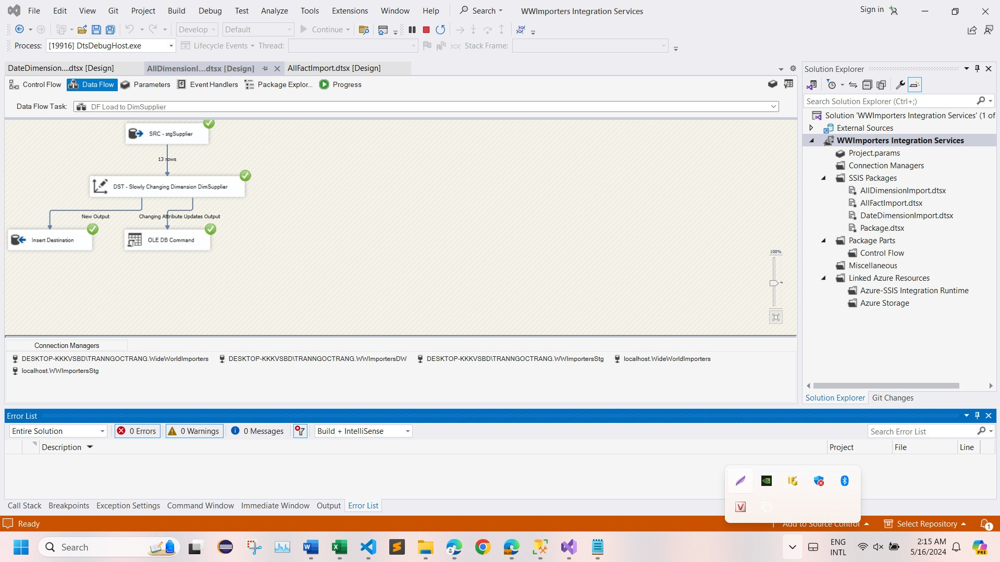 File Edit View Git Project Build Debug Test Analyze Tools Extensions Window Help Search WWImporters Integration Services Sign in
Develop Default Continue
Process: [19916] DtsDebugHost.exe Lifecycle Events Thread: Stack Frame:
DateDimension....dtsx [Design] AllDimensionI...dtsx [Design] AllFactImport.dtsx [Design]
Control Flow Data Flow Parameters Event Handlers Package Explor... Progress
Data Flow Task: DF Load to DimSupplier
SRC - stgSupplier
13 rows
DST - Slowly Changing Dimension DimSupplier
New Output Changing Attribute Updates Output
Insert Destination OLE DB Command
100%
Connection Managers
DESKTOP-KKKVSBD\TRANNGOCTRANG.WideWorldImporters DESKTOP-KKKVSBD\TRANNGOCTRANG.WWImportersDW DESKTOP-KKKVSBD\TRANNGOCTRANG.WWImportersStg localhost.WideWorldImporters
localhost.WWImportersStg
Solution Explorer
Search Solution Explorer (Ctrl+;)
Solution 'WWImporters Integration Services' (1 of
External Sources
WWImporters Integration Services
Project.params
Connection Managers
SSIS Packages
AllDimensionImport.dtsx
AllFactImport.dtsx
DateDimensionImport.dtsx
Package.dtsx
Package Parts
Control Flow
Miscellaneous
Linked Azure Resources
Azure-SSIS Integration Runtime
Azure Storage
Solution Explorer Git Changes
Error List
Entire Solution 0 Errors 0 Warnings 0 Messages Build + IntelliSense Search Error List
Description Project File Line
Call Stack Breakpoints Exception Settings Command Window Immediate Window Output Error List
Ready Add to Source Control Select Repository 1
Search ENG INTL 2:15 AM 5/16/2024 PRE